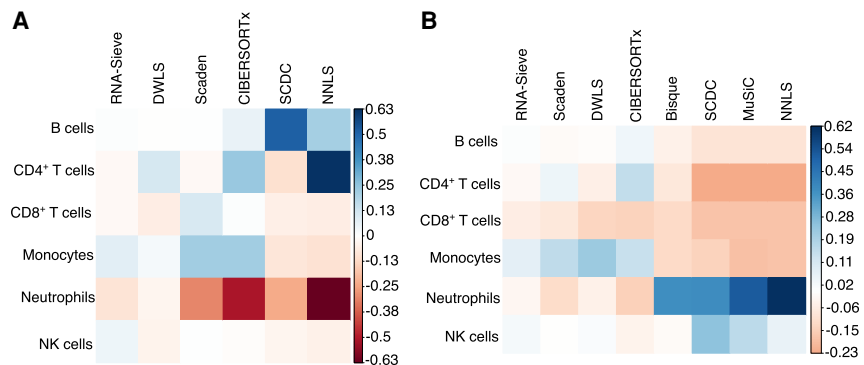 A
RNA-Sieve
DWLS
Scaden
CIBERSORTx
SCDC
NNLS
B cells
CD4⁺ T cells
CD8⁺ T cells
Monocytes
Neutrophils
NK cells
0.63
0.5
0.38
0.25
0.13
0
-0.13
-0.25
-0.38
-0.5
-0.63
B
RNA-Sieve
Scaden
DWLS
CIBERSORTx
Bisque
SCDC
MuSiC
NNLS
B cells
CD4⁺ T cells
CD8⁺ T cells
Monocytes
Neutrophils
NK cells
0.62
0.54
0.45
0.36
0.28
0.19
0.11
0.02
-0.06
-0.15
-0.23